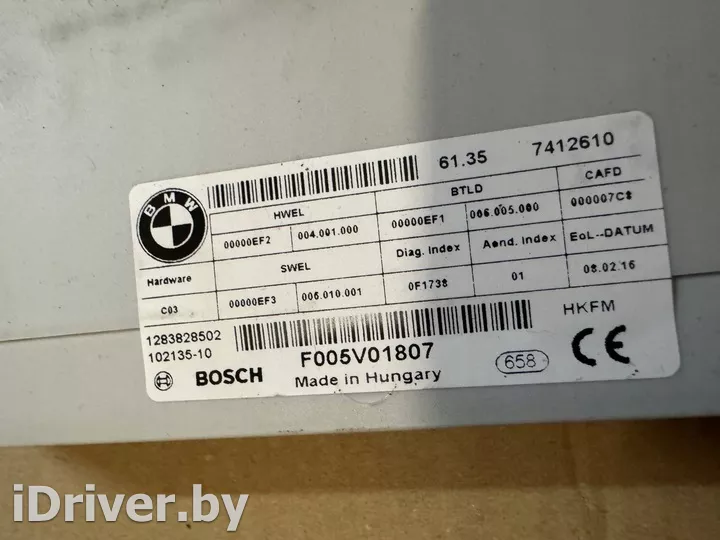 BMW
61.35 7412610
HWEL BTLD CAFD
00000EF2 004.001.000 00000EF1 006.005.000 000007C8
Hardware SWEL Diag. Index Aend. Index EoL--DATUM
C03 00000EF3 006.010.001 0F1738 01 08.02.16
1283828502
102135-10
HKFM
BOSCH F005V01807 658 CE
Made in Hungary
iDriver.by